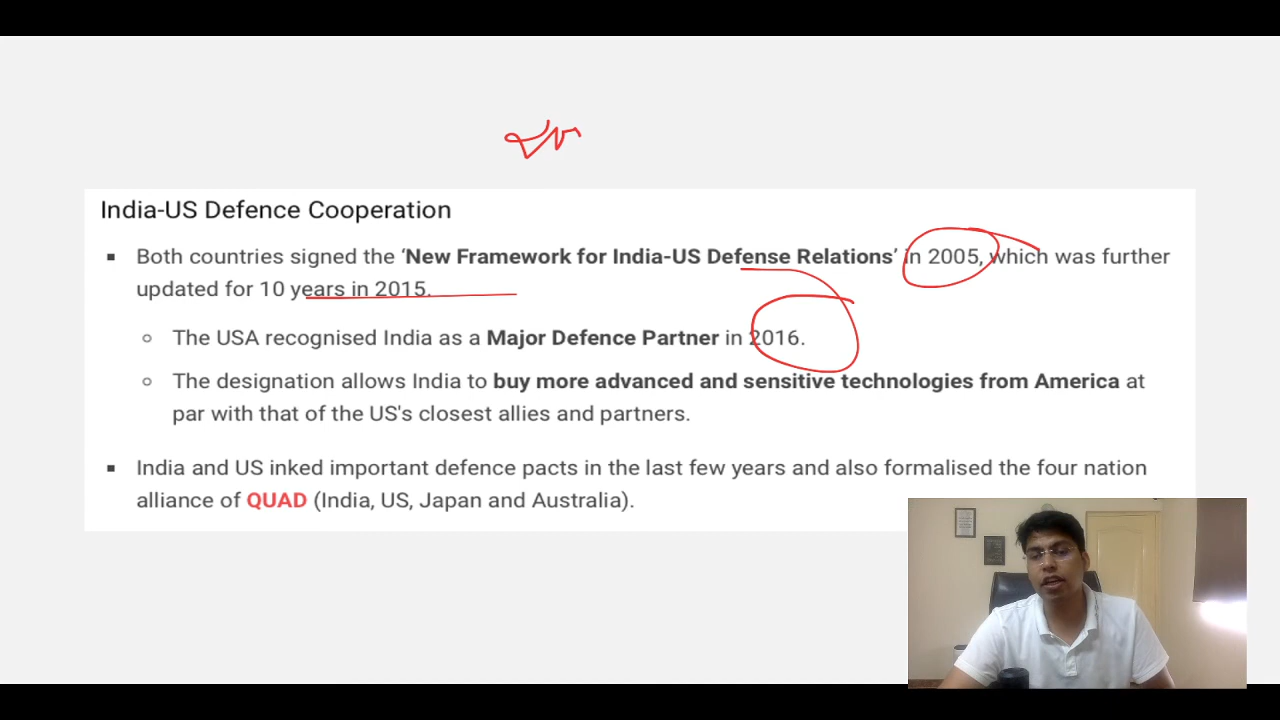 India-US Defence Cooperation
▪ Both countries signed the ‘New Framework for India-US Defense Relations’ in 2005, which was further
updated for 10 years in 2015.
○ The USA recognised India as a Major Defence Partner in 2016.
○ The designation allows India to buy more advanced and sensitive technologies from America at
par with that of the US's closest allies and partners.
▪ India and US inked important defence pacts in the last few years and also formalised the four nation
alliance of QUAD (India, US, Japan and Australia).